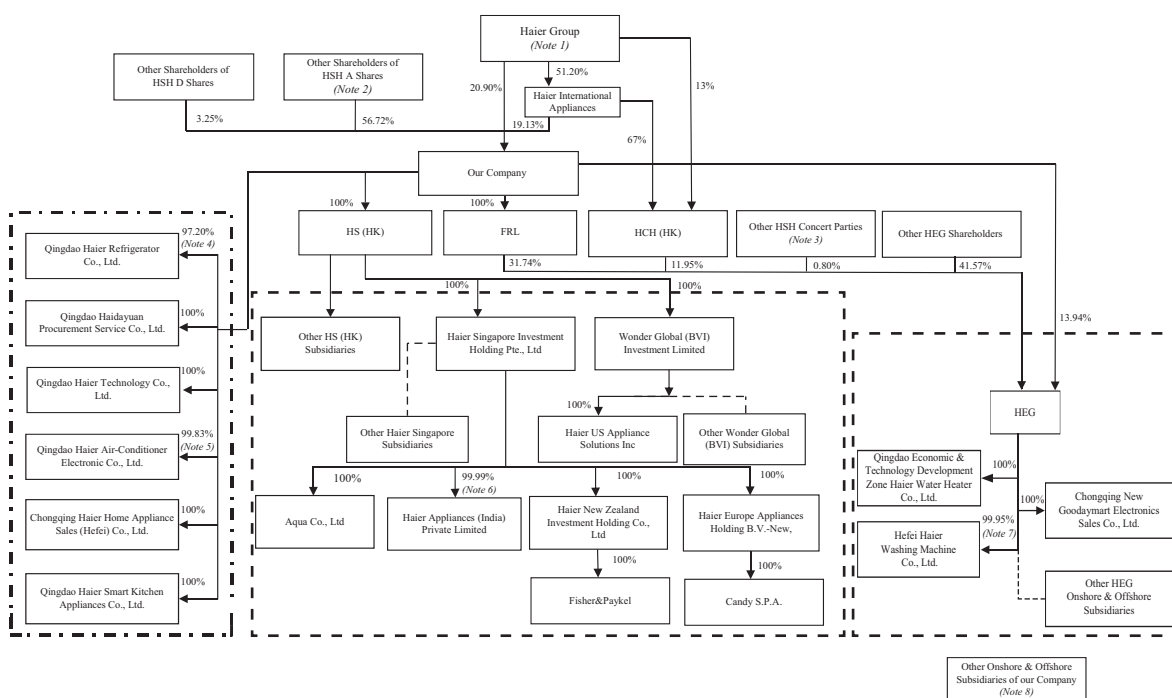 Haier Group
(Note 1)
Other Shareholders of
HSH D Shares
Other Shareholders of
HSH A Shares
(Note 2)
51.20%
20.90%
13%
Haier International
Appliances
3.25%
56.72%
19.13%
67%
Our Company
100%
100%
HS (HK)
FRL
HCH (HK)
Other HSH Concert Parties
(Note 3)
Other HEG Shareholders
31.74%
11.95%
0.80%
41.57%
100%
100%
13.94%
97.20%
(Note 4)
Qingdao Haier Refrigerator
Co., Ltd.
100%
Qingdao Haidayuan
Procurement Service Co., Ltd.
100%
Qingdao Haier Technology Co.,
Ltd.
99.83%
(Note 5)
Qingdao Haier Air-Conditioner
Electronic Co., Ltd.
100%
Chongqing Haier Home Appliance
Sales (Hefei) Co., Ltd.
100%
Qingdao Haier Smart Kitchen
Appliances Co., Ltd.
Other HS (HK)
Subsidiaries
Haier Singapore Investment
Holding Pte., Ltd
Wonder Global (BVI)
Investment Limited
100%
Other Haier Singapore
Subsidiaries
Haier US Appliance
Solutions Inc
Other Wonder Global
(BVI) Subsidiaries
100%
99.99%
(Note 6)
100%
100%
Aqua Co., Ltd
Haier Appliances (India)
Private Limited
Haier New Zealand
Investment Holding Co.,
Ltd
Haier Europe Appliances
Holding B.V.-New,
100%
100%
Fisher&Paykel
Candy S.P.A.
HEG
Qingdao Economic &
Technology Development
Zone Haier Water Heater
Co., Ltd.
100%
100%
Chongqing New
Goodaymart Electronics
Sales Co., Ltd.
99.95%
(Note 7)
Hefei Haier
Washing Machine
Co., Ltd.
Other HEG
Onshore & Offshore
Subsidiaries
Other Onshore & Offshore
Subsidiaries of our Company
(Note 8)